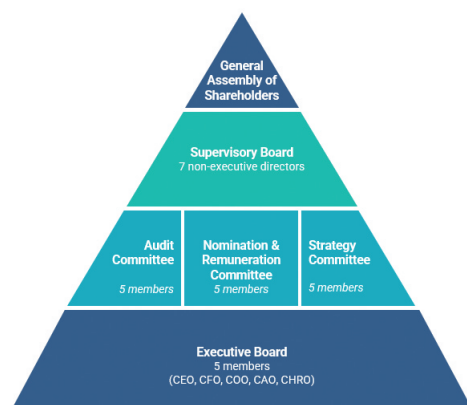 General
Assembly of
Shareholders
Supervisory Board
7 non-executive directors
Audit
Committee
5 members
Nomination &
Remuneration
Committee
5 members
Strategy
Committee
5 members
Executive Board
5 members
(CEO, CFO, COO, CAO, CHRO)